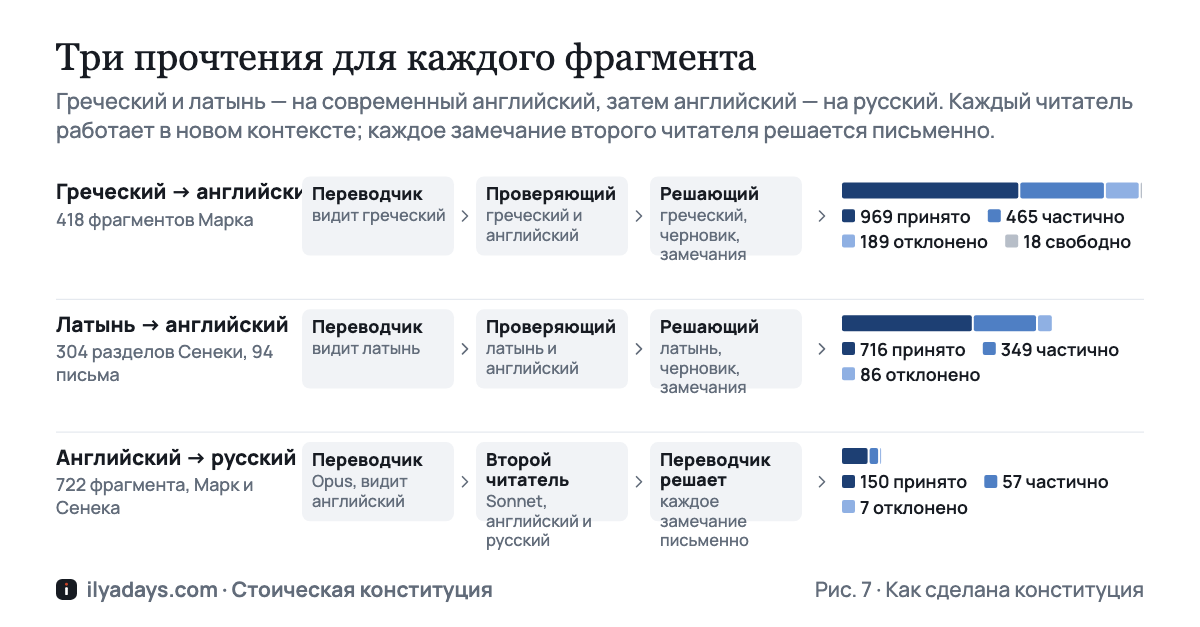 Три прочтения для каждого фрагмента
Греческий и латынь — на современный английский, затем английский — на русский. Каждый читатель
работает в новом контексте; каждое замечание второго читателя решается письменно.
Греческий → английски
418 фрагментов Марка
Переводчик
видит греческий
Проверяющий
греческий и
английский
Решающий
греческий,
черновик,
замечания
969 принято 465 частично
189 отклонено 18 свободно
Латынь → английский
304 разделов Сенеки, 94
письма
Переводчик
видит латынь
Проверяющий
латынь и
английский
Решающий
латынь,
черновик,
замечания
716 принято 349 частично
86 отклонено
Английский → русский
722 фрагмента, Марк и
Сенека
Переводчик
Opus, видит
английский
Второй
читатель
Sonnet,
английский и
русский
Переводчик
решает
каждое
замечание
письменно
150 принято 57 частично
7 отклонено
ilyadays.com · Стоическая конституция
Рис. 7 · Как сделана конституция